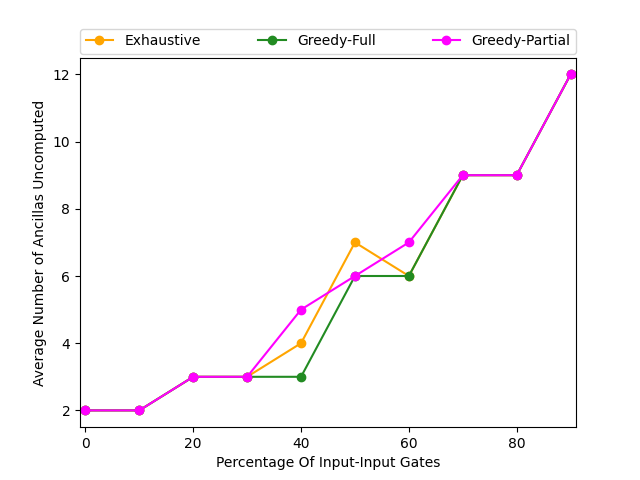 Exhaustive Greedy-Full Greedy-Partial
12
10
8
6
4
2
Average Number of Ancillas Uncomputed
0 20 40 60 80
Percentage Of Input-Input Gates